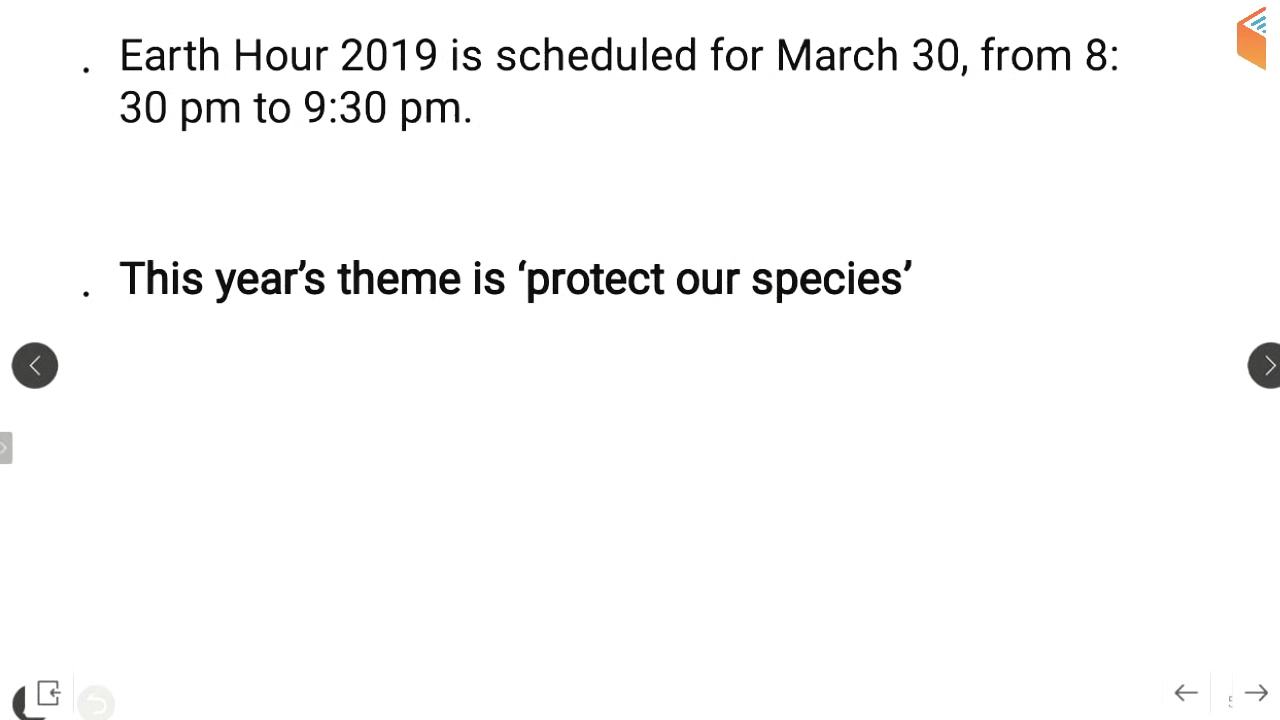 . Earth Hour 2019 is scheduled for March 30, from 8:
30 pm to 9:30 pm.
. This year’s theme is ‘protect our species’